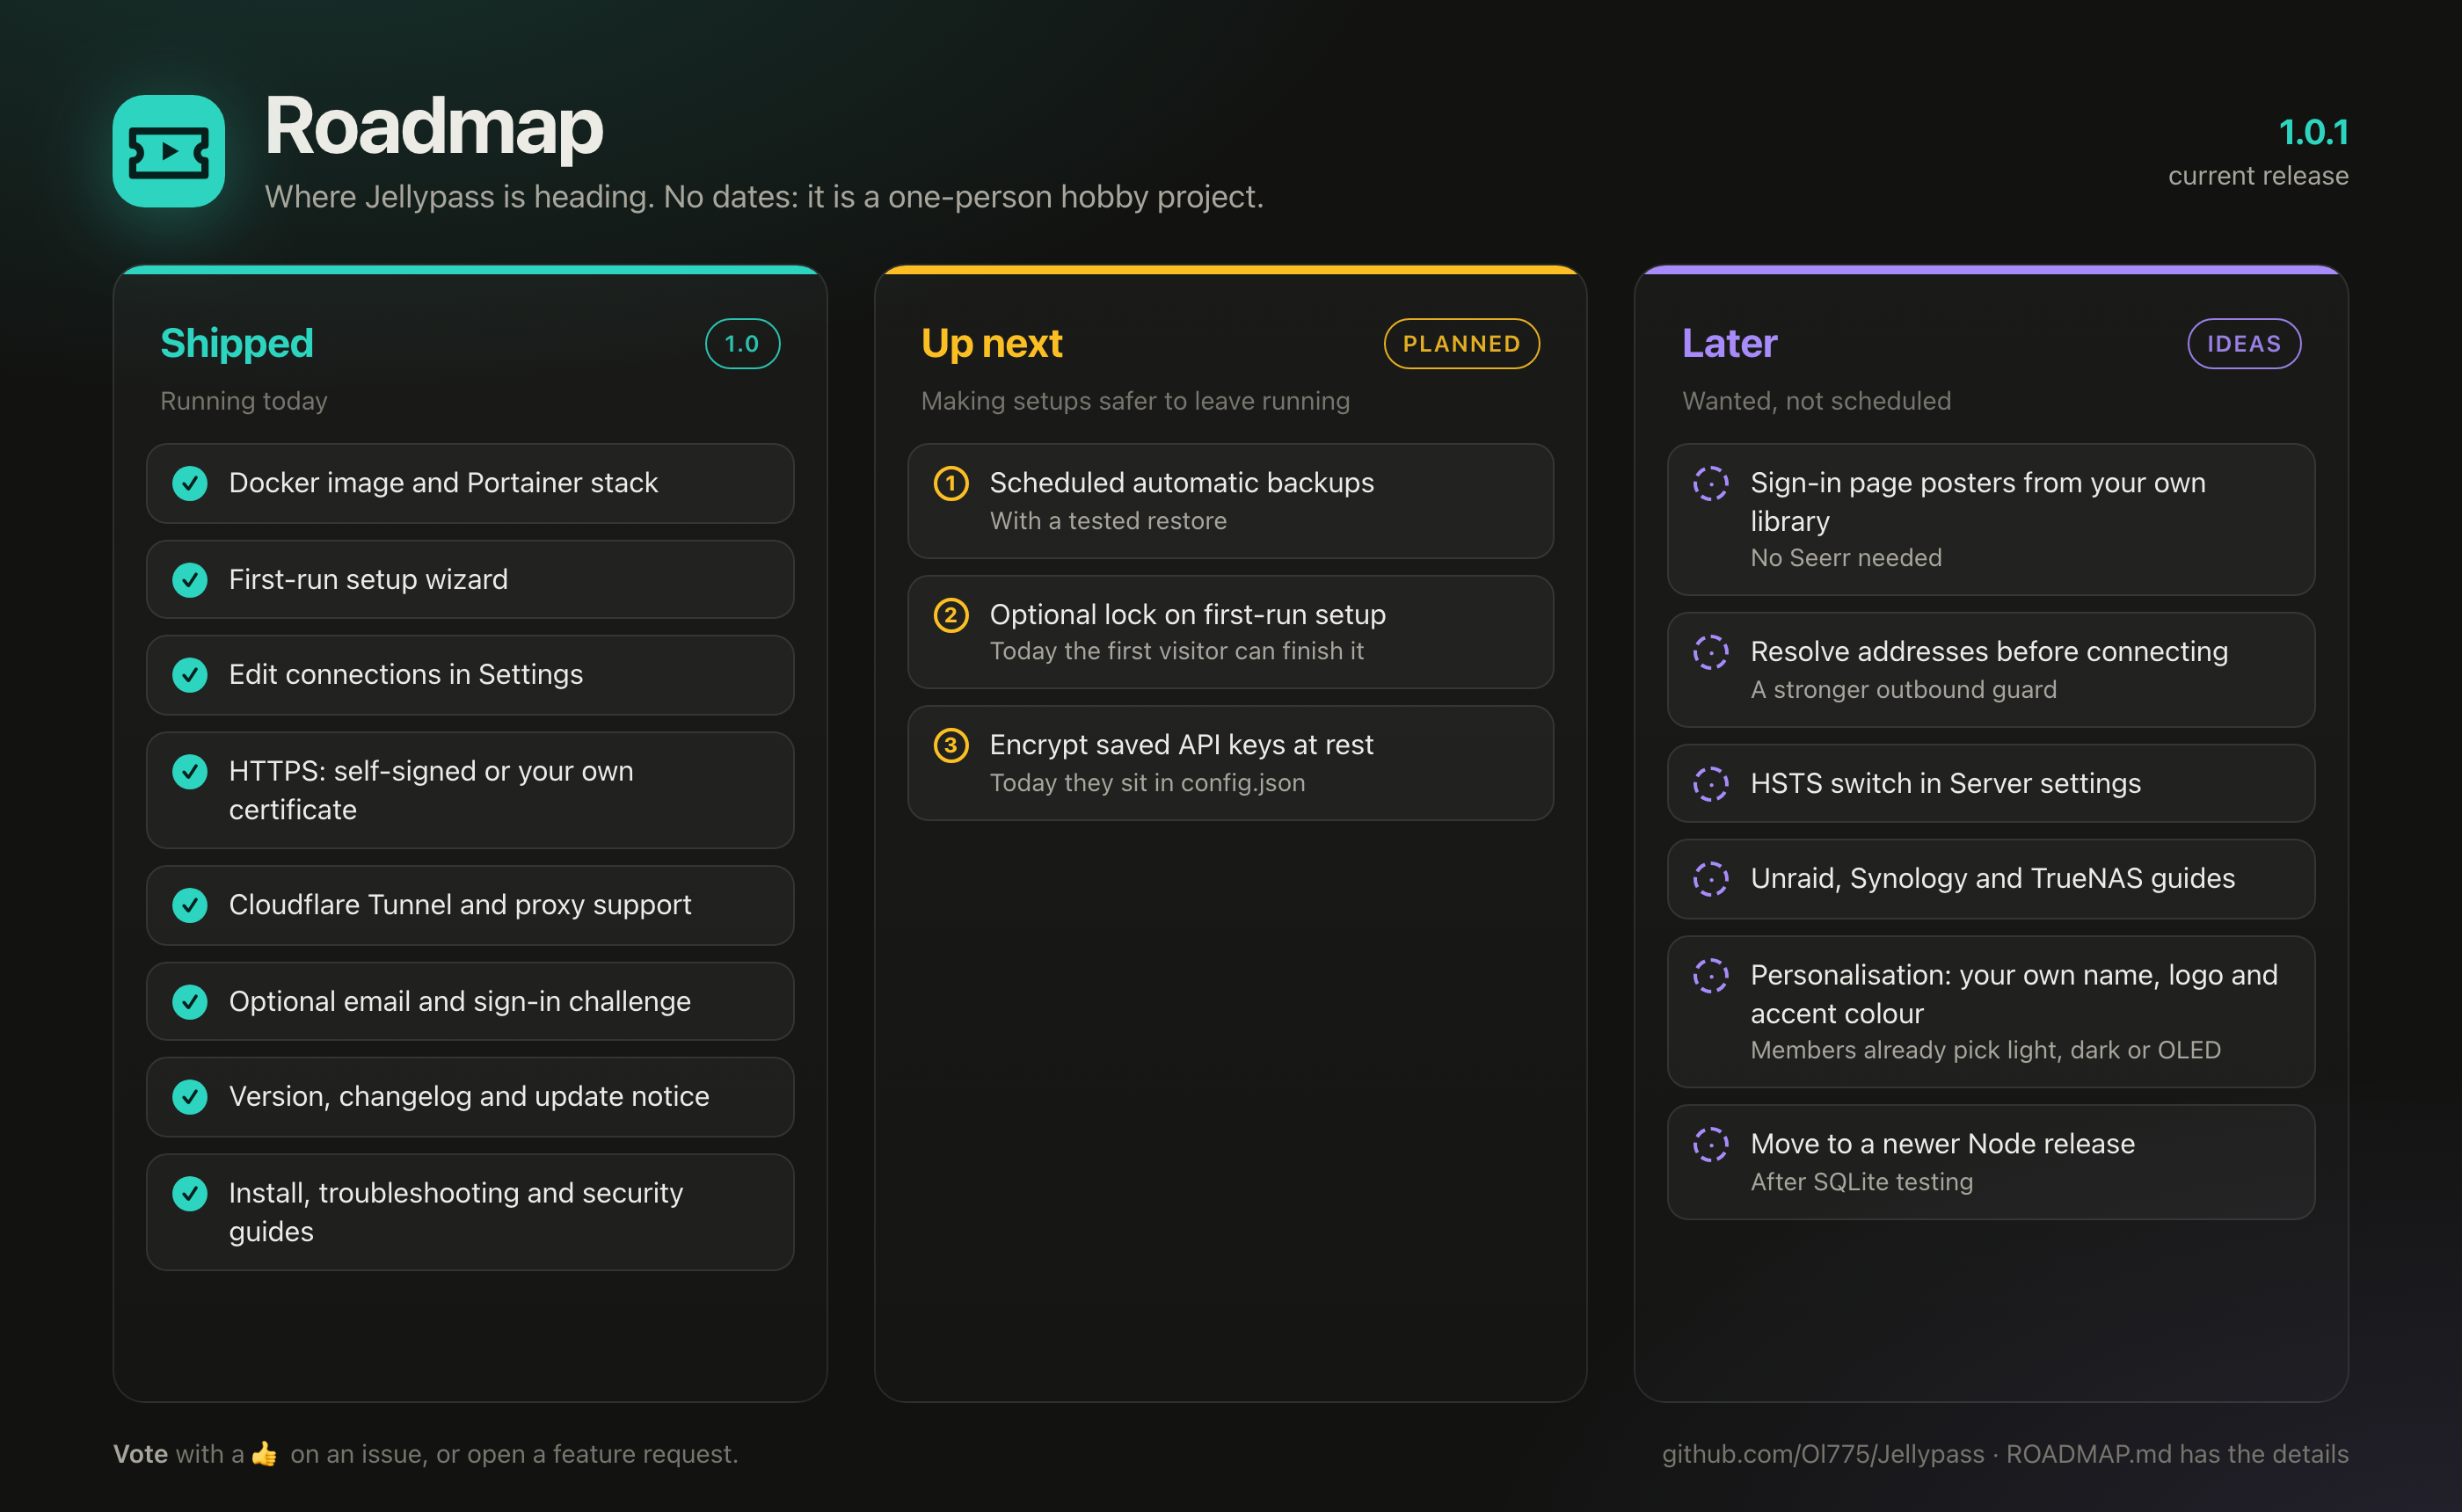 Roadmap
Where Jellypass is heading. No dates: it is a one-person hobby project.
1.0.1
current release
Shipped
1.0
Running today
Docker image and Portainer stack
First-run setup wizard
Edit connections in Settings
HTTPS: self-signed or your own
certificate
Cloudflare Tunnel and proxy support
Optional email and sign-in challenge
Version, changelog and update notice
Install, troubleshooting and security
guides
Up next
PLANNED
Making setups safer to leave running
1 Scheduled automatic backups
With a tested restore
2 Optional lock on first-run setup
Today the first visitor can finish it
3 Encrypt saved API keys at rest
Today they sit in config.json
Later
IDEAS
Wanted, not scheduled
Sign-in page posters from your own
library
No Seerr needed
Resolve addresses before connecting
A stronger outbound guard
HSTS switch in Server settings
Unraid, Synology and TrueNAS guides
Personalisation: your own name, logo and
accent colour
Members already pick light, dark or OLED
Move to a newer Node release
After SQLite testing
Vote with a 👍 on an issue, or open a feature request.
github.com/Ol775/Jellypass · ROADMAP.md has the details